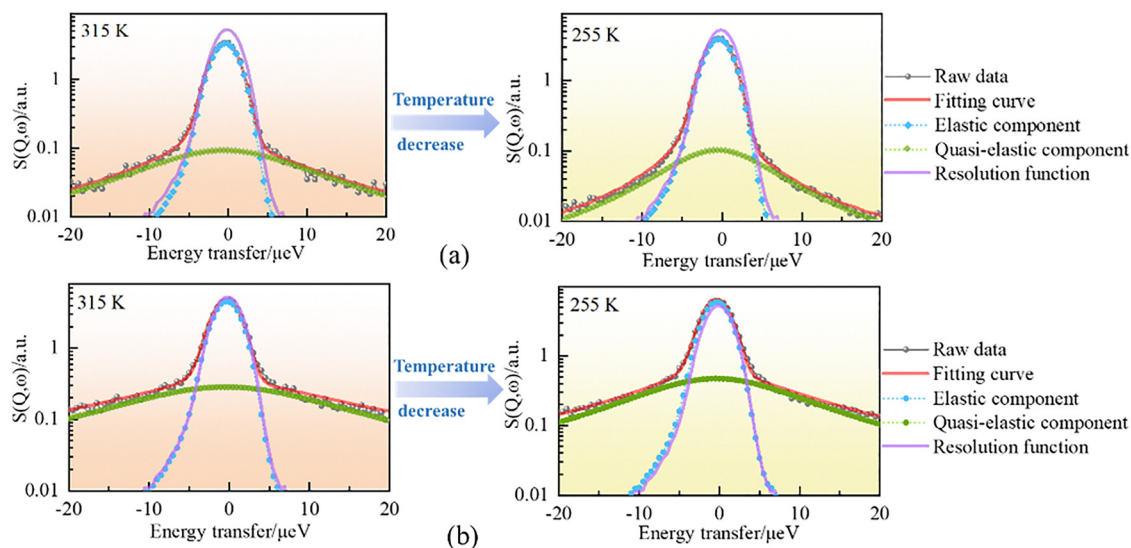 315 K
S(Q,ω)/a.u.
1
0.1
0.01
-20
-10
0
10
20
Energy transfer/μeV
Temperature
decrease
255 K
S(Q,ω)/a.u.
1
0.1
0.01
-20
-10
0
10
20
Energy transfer/μeV
Raw data
Fitting curve
Elastic component
Quasi-elastic component
Resolution function
(a)
315 K
S(Q,ω)/a.u.
1
0.1
0.01
-20
-10
0
10
20
Energy transfer/μeV
Temperature
decrease
255 K
S(Q,ω)/a.u.
1
0.1
0.01
-20
-10
0
10
20
Energy transfer/μeV
Raw data
Fitting curve
Elastic component
Quasi-elastic component
Resolution function
(b)